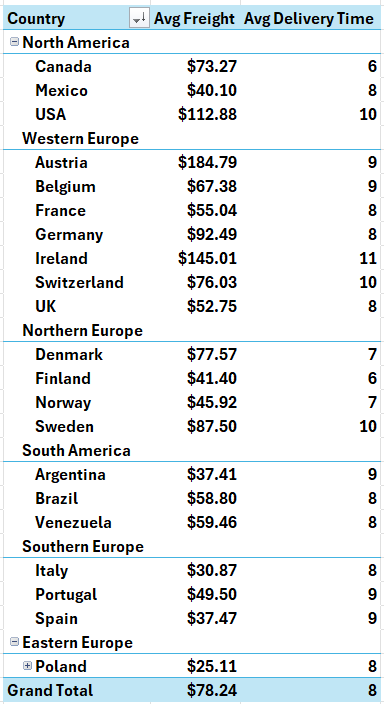 Country Avg Freight Avg Delivery Time
North America
Canada $73.27 6
Mexico $40.10 8
USA $112.88 10
Western Europe
Austria $184.79 9
Belgium $67.38 9
France $55.04 8
Germany $92.49 8
Ireland $145.01 11
Switzerland $76.03 10
UK $52.75 8
Northern Europe
Denmark $77.57 7
Finland $41.40 6
Norway $45.92 7
Sweden $87.50 10
South America
Argentina $37.41 9
Brazil $58.80 8
Venezuela $59.46 8
Southern Europe
Italy $30.87 8
Portugal $49.50 9
Spain $37.47 9
Eastern Europe
Poland $25.11 8
Grand Total $78.24 8